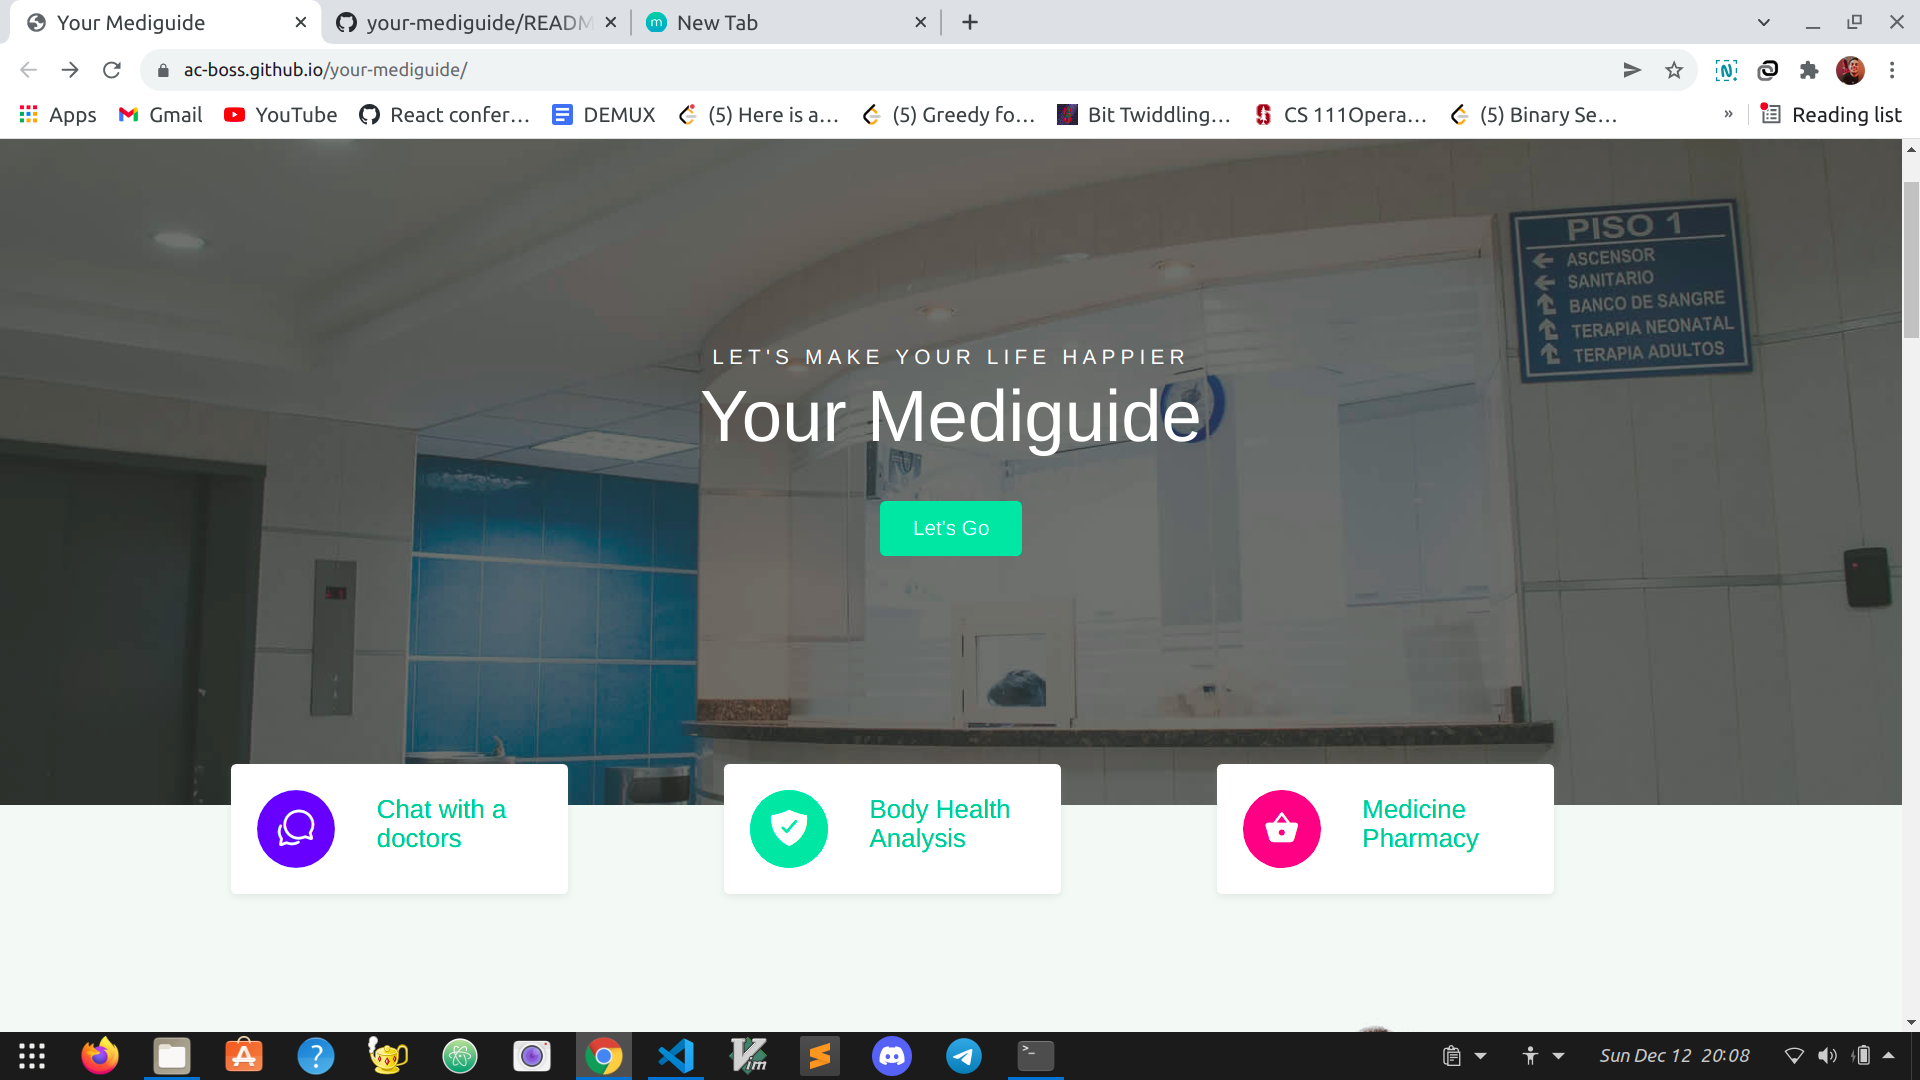 Your Mediguide
your-mediguide/READM
New Tab
ac-boss.github.io/your-mediguide/
Apps
Gmail
YouTube
React confer…
DEMUX
(5) Here is a…
(5) Greedy fo…
Bit Twiddling…
CS 111Opera…
(5) Binary Se…
»
Reading list
PISO 1
ASCENSOR
SANITARIO
BANCO DE SANGRE
TERAPIA NEONATAL
TERAPIA ADULTOS
LET'S MAKE YOUR LIFE HAPPIER
Your Mediguide
Let's Go
Chat with a
doctors
Body Health
Analysis
Medicine
Pharmacy
Sun Dec 12 20:08